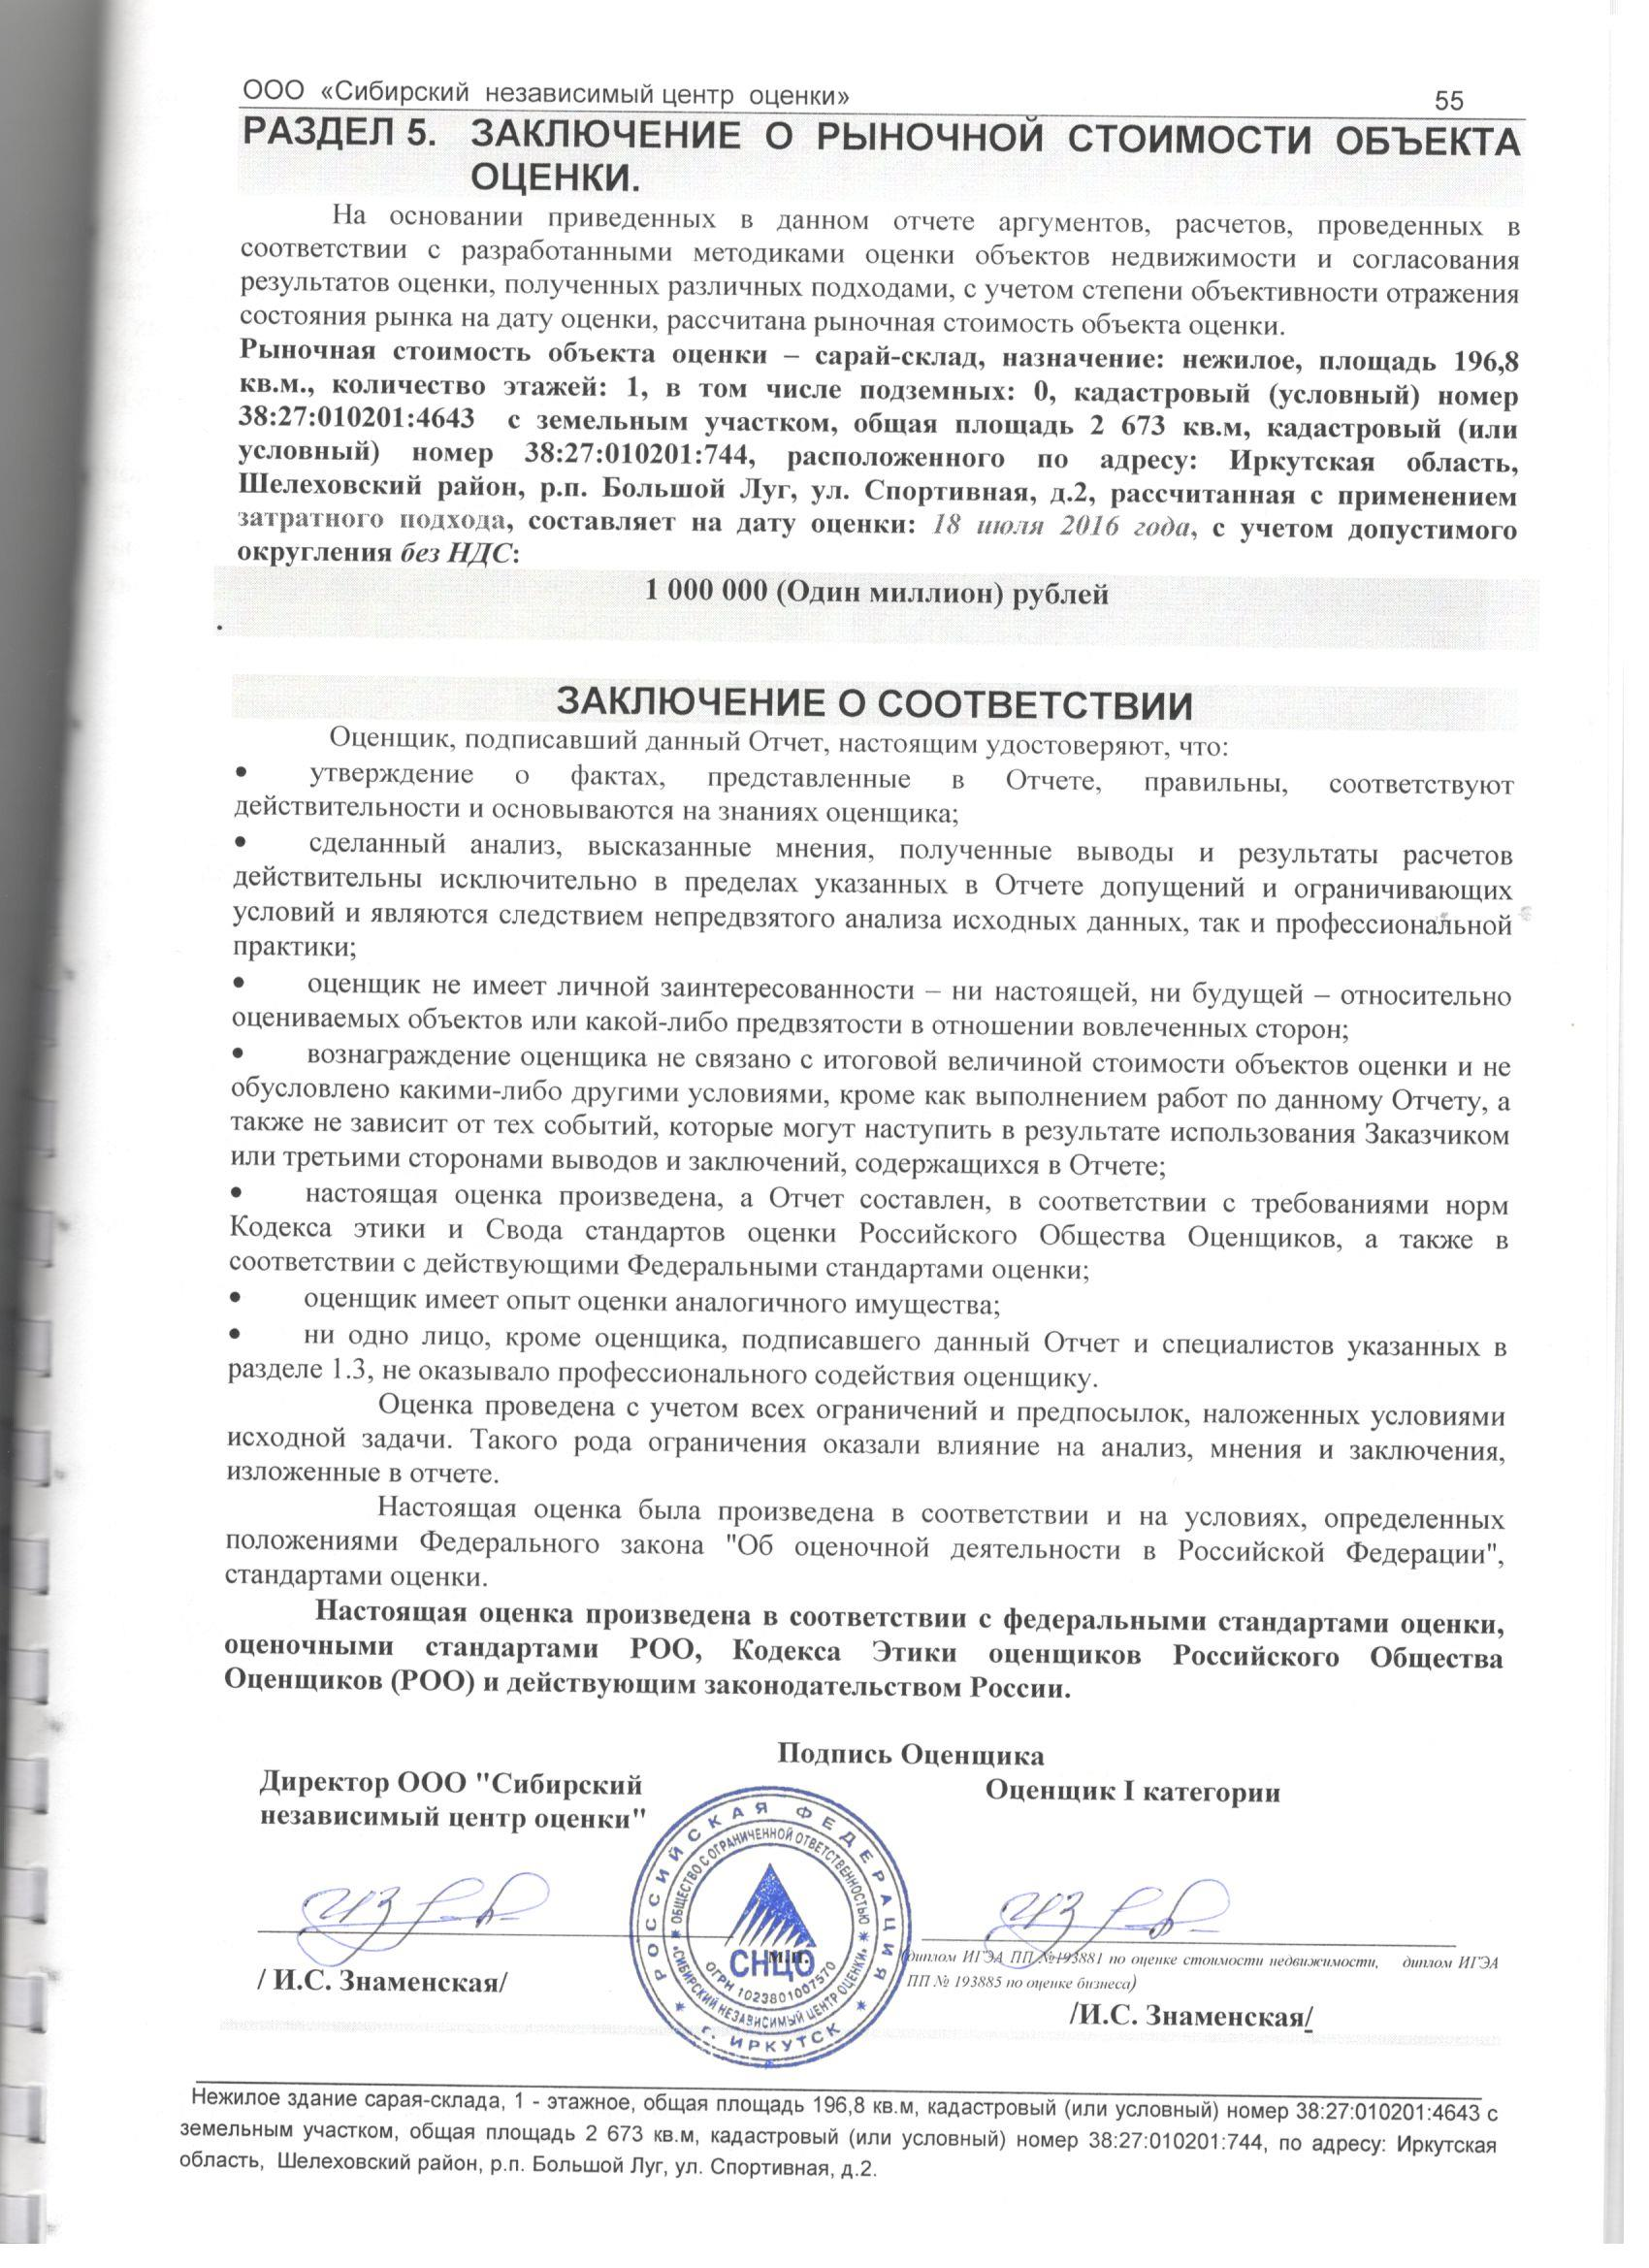 ООО «Сибирский независимый центр оценки» 55
РАЗДЕЛ 5. ЗАКЛЮЧЕНИЕ О РЫНОЧНОЙ СТОИМОСТИ ОБЪЕКТА
ОЦЕНКИ.
На основании приведенных в данном отчете аргументов, расчетов, проведенных в
соответствии с разработанными методиками оценки объектов недвижимости и согласования
результатов оценки, полученных различных подходами, с учетом степени объективности отражения
состояния рынка на дату оценки, рассчитана рыночная стоимость объекта оценки.
Рыночная стоимость объекта оценки – сарай-склад, назначение: нежилое, площадь 196,8
кв.м., количество этажей: 1, в том числе подземных: 0, кадастровый (условный) номер
38:27:010201:4643 с земельным участком, общая площадь 2 673 кв.м, кадастровый (или
условный) номер 38:27:010201:744, расположенного по адресу: Иркутская область,
Шелеховский район, р.п. Большой Луг, ул. Спортивная, д.2, рассчитанная с применением
затратного подхода, составляет на дату оценки: 18 июля 2016 года, с учетом допустимого
округления без НДС:
1 000 000 (Один миллион) рублей
.
ЗАКЛЮЧЕНИЕ О СООТВЕТСТВИИ
Оценщик, подписавший данный Отчет, настоящим удостоверяют, что:
• утверждение о фактах, представленные в Отчете, правильны, соответствуют
действительности и основываются на знаниях оценщика;
• сделанный анализ, высказанные мнения, полученные выводы и результаты расчетов
действительны исключительно в пределах указанных в Отчете допущений и ограничивающих
условий и являются следствием непредвзятого анализа исходных данных, так и профессиональной
практики;
• оценщик не имеет личной заинтересованности – ни настоящей, ни будущей – относительно
оцениваемых объектов или какой-либо предвзятости в отношении вовлеченных сторон;
• вознаграждение оценщика не связано с итоговой величиной стоимости объектов оценки и не
обусловлено какими-либо другими условиями, кроме как выполнением работ по данному Отчету, а
также не зависит от тех событий, которые могут наступить в результате использования Заказчиком
или третьими сторонами выводов и заключений, содержащихся в Отчете;
• настоящая оценка произведена, а Отчет составлен, в соответствии с требованиями норм
Кодекса этики и Свода стандартов оценки Российского Общества Оценщиков, а также в
соответствии с действующими Федеральными стандартами оценки;
• оценщик имеет опыт оценки аналогичного имущества;
• ни одно лицо, кроме оценщика, подписавшего данный Отчет и специалистов указанных в
разделе 1.3, не оказывало профессионального содействия оценщику.
Оценка проведена с учетом всех ограничений и предпосылок, наложенных условиями
исходной задачи. Такого рода ограничения оказали влияние на анализ, мнения и заключения,
изложенные в отчете.
Настоящая оценка была произведена в соответствии и на условиях, определенных
положениями Федерального закона "Об оценочной деятельности в Российской Федерации",
стандартами оценки.
Настоящая оценка произведена в соответствии с федеральными стандартами оценки,
оценочными стандартами РОО, Кодекса Этики оценщиков Российского Общества
Оценщиков (РОО) и действующим законодательством России.
Подпись Оценщика
Директор ООО "Сибирский
независимый центр оценки"
Оценщик I категории
РОССИЙСКАЯ ФЕДЕРАЦИЯ
ОБЩЕСТВО С ОГРАНИЧЕННОЙ ОТВЕТСТВЕННОСТЬЮ
«СИБИРСКИЙ НЕЗАВИСИМЫЙ ЦЕНТР ОЦЕНКИ»
м.п.
СНЦО
ОГРН 1023801007570
г. ИРКУТСК
(диплом ИГЭА ПП №193881 по оценке стоимости недвижимости, диплом ИГЭА
ПП № 193885 по оценке бизнеса)
/ И.С. Знаменская/
/И.С. Знаменская/
Нежилое здание сарая-склада, 1 - этажное, общая площадь 196,8 кв.м, кадастровый (или условный) номер 38:27:010201:4643 с
земельным участком, общая площадь 2 673 кв.м, кадастровый (или условный) номер 38:27:010201:744, по адресу: Иркутская
область, Шелеховский район, р.п. Большой Луг, ул. Спортивная, д.2.